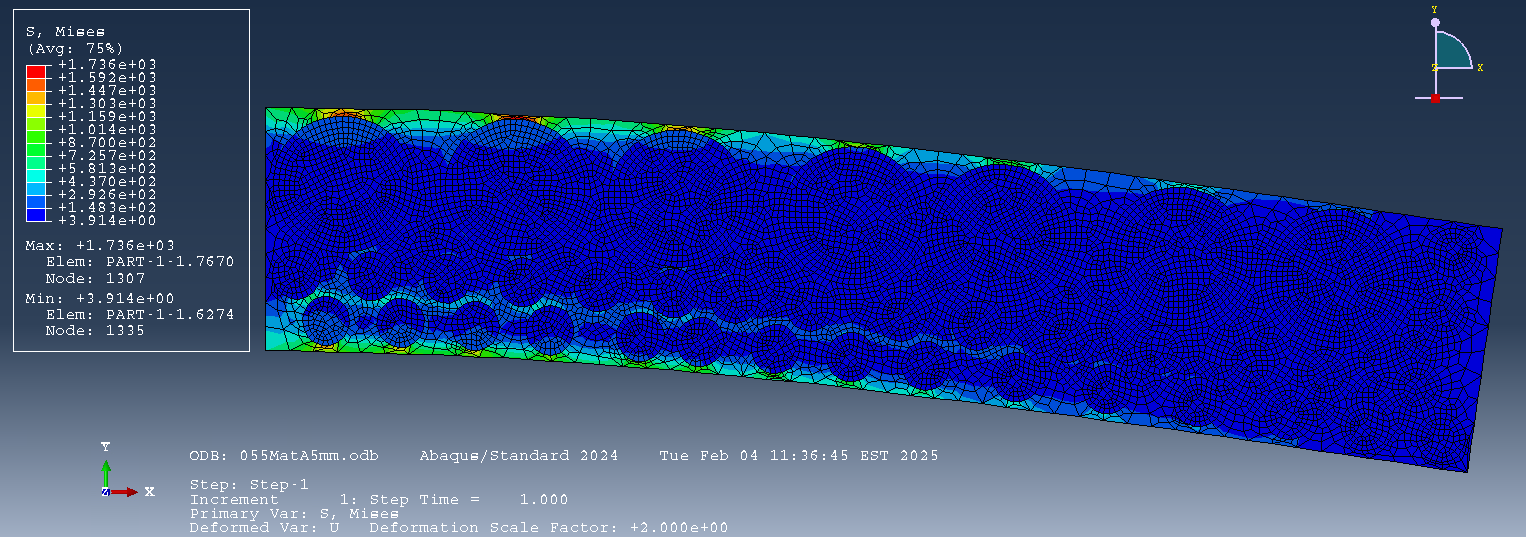 S, Mises
(Avg: 75%)
+1.736e+03
+1.592e+03
+1.447e+03
+1.303e+03
+1.159e+03
+1.014e+03
+8.700e+02
+7.257e+02
+5.813e+02
+4.370e+02
+2.926e+02
+1.483e+02
+3.914e+00
Max: +1.736e+03
Elem: PART-1-1.7670
Node: 1307
Min: +3.914e+00
Elem: PART-1-1.6274
Node: 1335
Y
Z X
Y
Z X
ODB: 055MatA5mm.odb Abaqus/Standard 2024 Tue Feb 04 11:36:45 EST 2025
Step: Step-1
Increment 1: Step Time = 1.000
Primary Var: S, Mises
Deformed Var: U Deformation Scale Factor: +2.000e+00